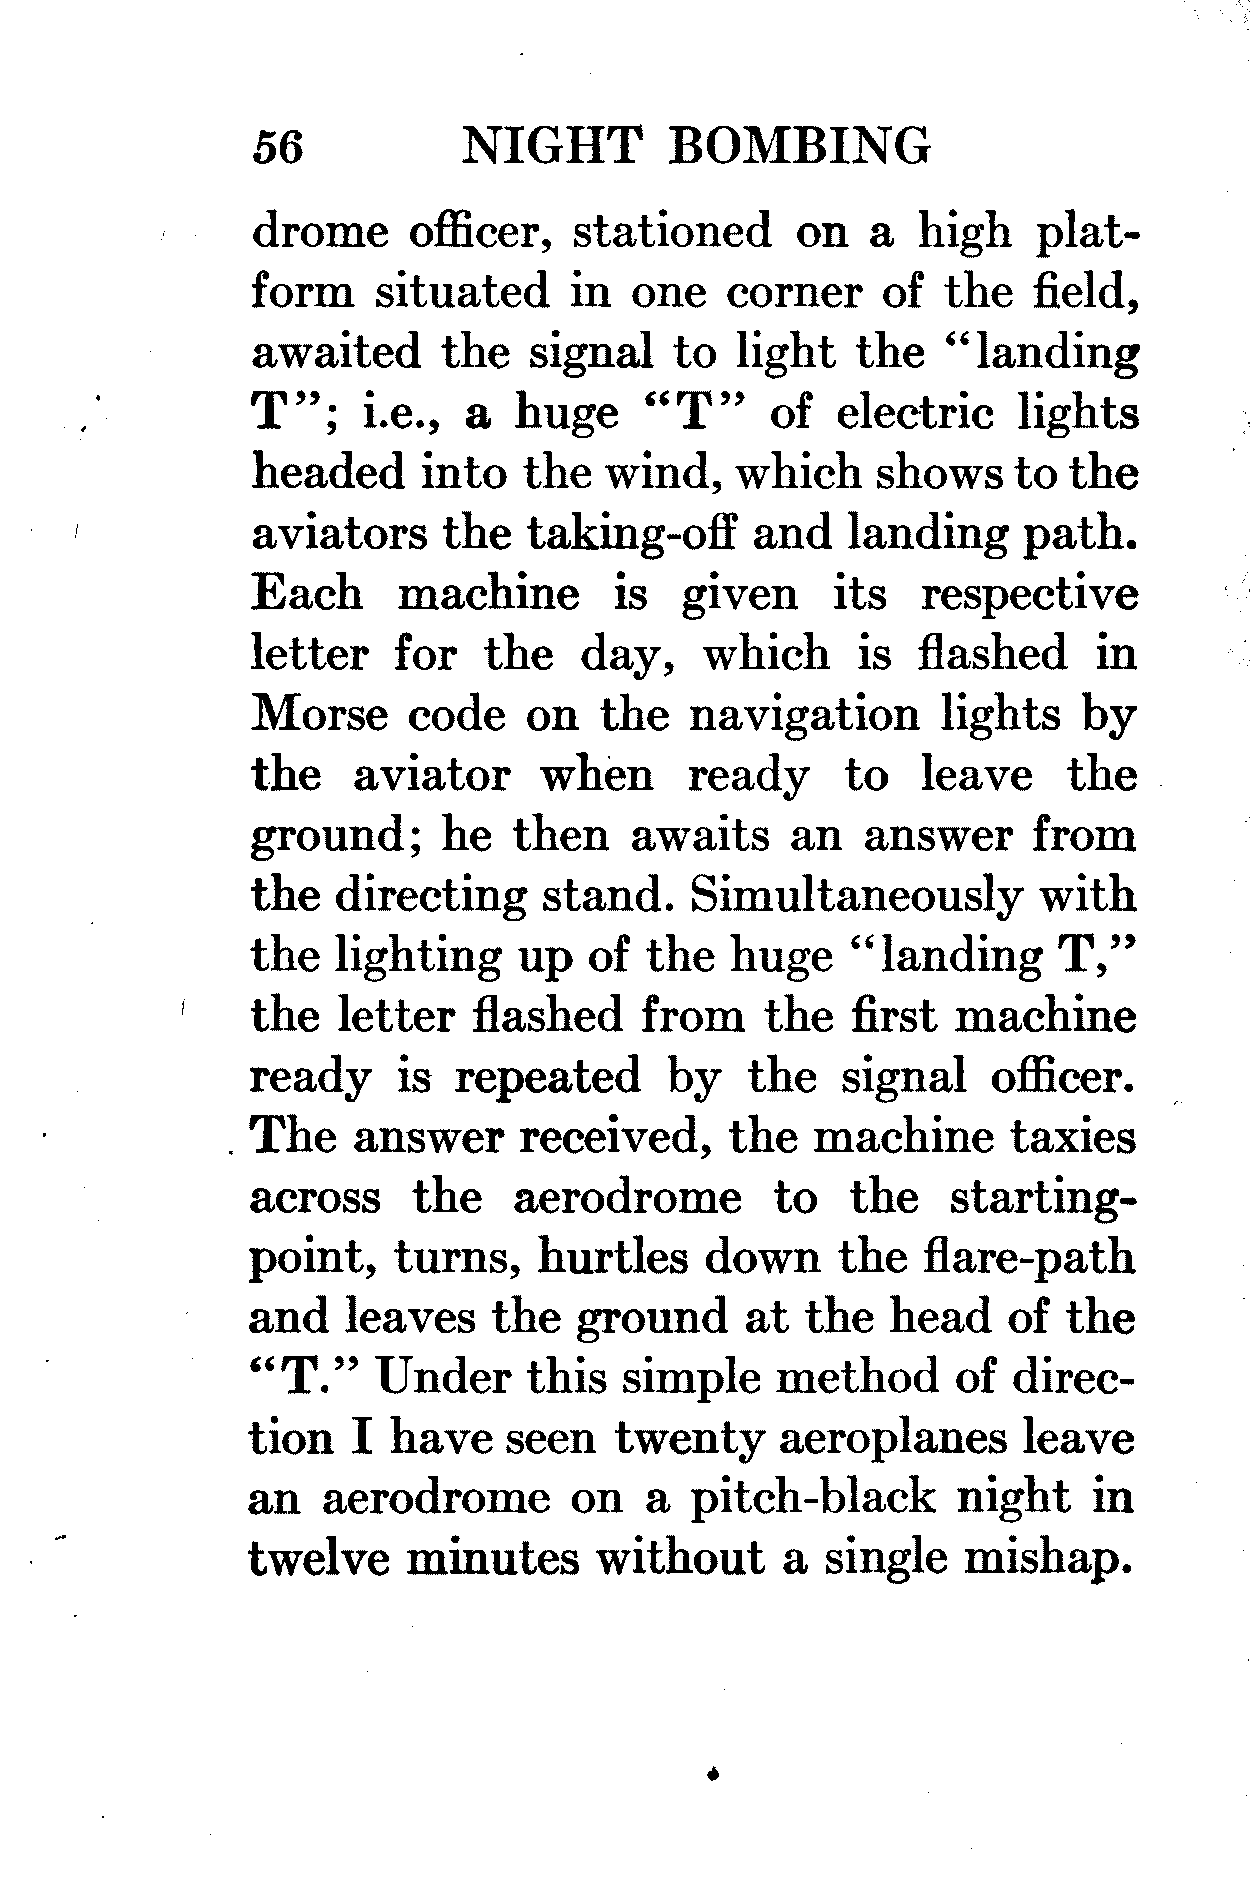 56 NIGHT BOMBING
drome officer, stationed on a high plat-
form situated in one corner of the field,
awaited the signal to light the “landing
T”; i.e., a huge “T” of electric lights
headed into the wind, which shows to the
aviators the taking-off and landing path.
Each machine is given its respective
letter for the day, which is flashed in
Morse code on the navigation lights by
the aviator when ready to leave the
ground; he then awaits an answer from
the directing stand. Simultaneously with
the lighting up of the huge “landing T,”
the letter flashed from the first machine
ready is repeated by the signal officer.
The answer received, the machine taxies
across the aerodrome to the starting-
point, turns, hurtles down the flare-path
and leaves the ground at the head of the
“T.” Under this simple method of direc-
tion I have seen twenty aeroplanes leave
an aerodrome on a pitch-black night in
twelve minutes without a single mishap.